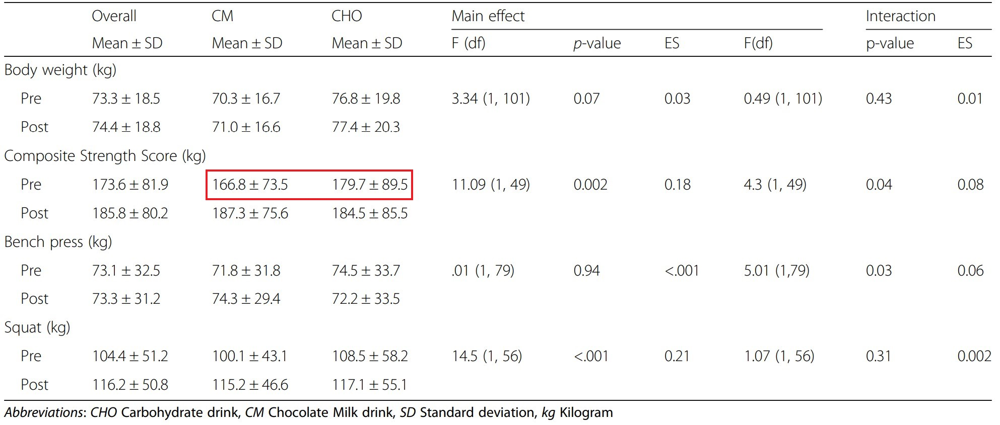 Overall CM CHO Main effect Interaction
Mean ± SD Mean ± SD Mean ± SD F (df) p-value ES F(df) p-value ES
Body weight (kg)
Pre 73.3 ± 18.5 70.3 ± 16.7 76.8 ± 19.8 3.34 (1, 101) 0.07 0.03 0.49 (1, 101) 0.43 0.01
Post 74.4 ± 18.8 71.0 ± 16.6 77.4 ± 20.3
Composite Strength Score (kg)
Pre 173.6 ± 81.9 166.8 ± 73.5 179.7 ± 89.5 11.09 (1, 49) 0.002 0.18 4.3 (1, 49) 0.04 0.08
Post 185.8 ± 80.2 187.3 ± 75.6 184.5 ± 85.5
Bench press (kg)
Pre 73.1 ± 32.5 71.8 ± 31.8 74.5 ± 33.7 .01 (1, 79) 0.94 <.001 5.01 (1,79) 0.03 0.06
Post 73.3 ± 31.2 74.3 ± 29.4 72.2 ± 33.5
Squat (kg)
Pre 104.4 ± 51.2 100.1 ± 43.1 108.5 ± 58.2 14.5 (1, 56) <.001 0.21 1.07 (1, 56) 0.31 0.002
Post 116.2 ± 50.8 115.2 ± 46.6 117.1 ± 55.1
Abbreviations: CHO Carbohydrate drink, CM Chocolate Milk drink, SD Standard deviation, kg Kilogram